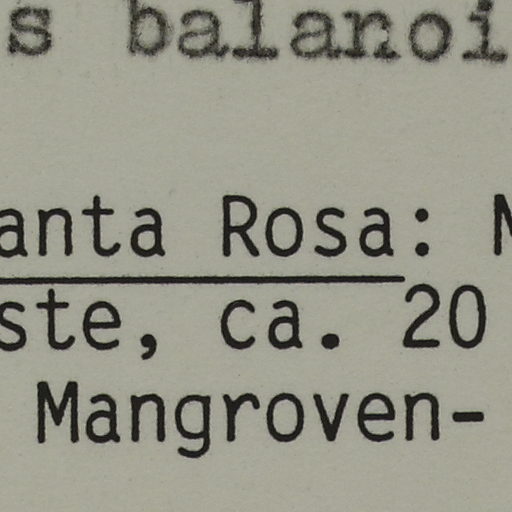 s balanoi
anta Rosa: M
ste, ca. 20
Mangroven-